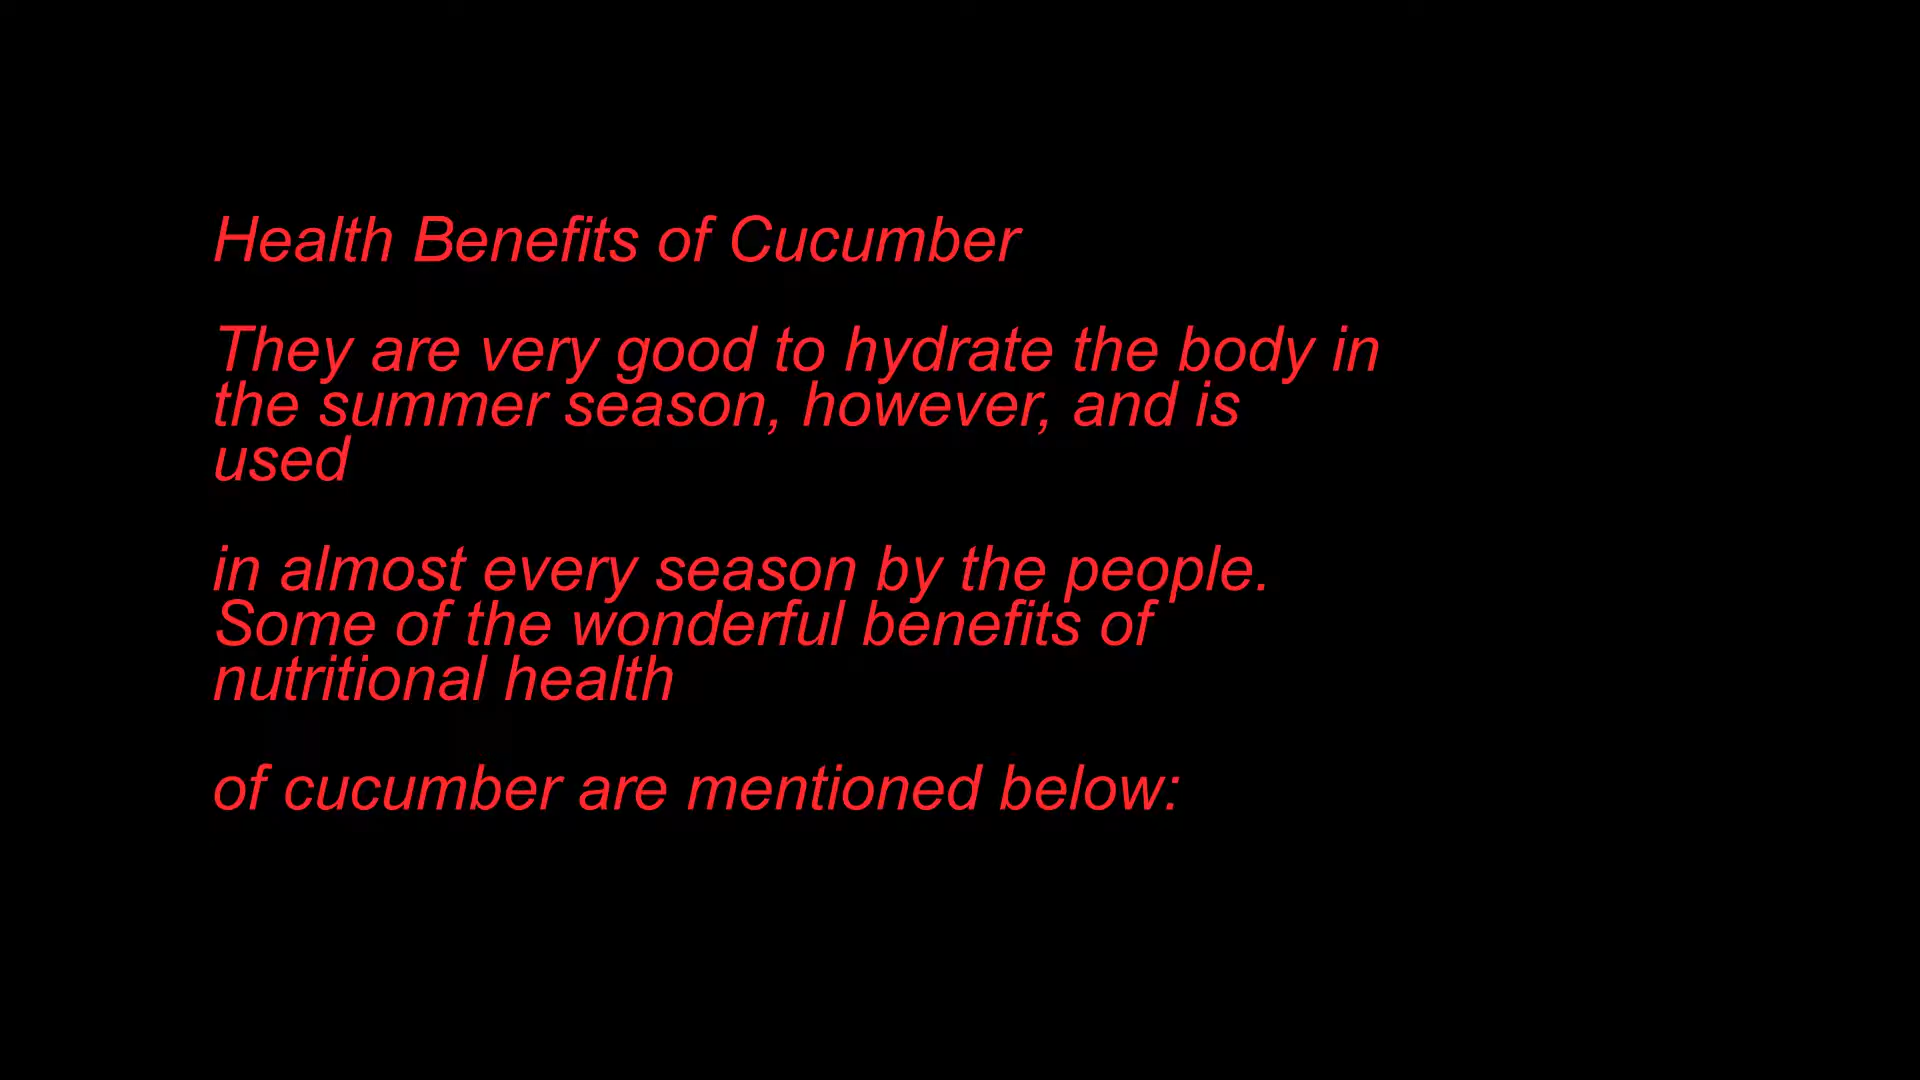 Health Benefits of Cucumber
They are very good to hydrate the body in
the summer season, however, and is
used
in almost every season by the people.
Some of the wonderful benefits of
nutritional health
of cucumber are mentioned below: